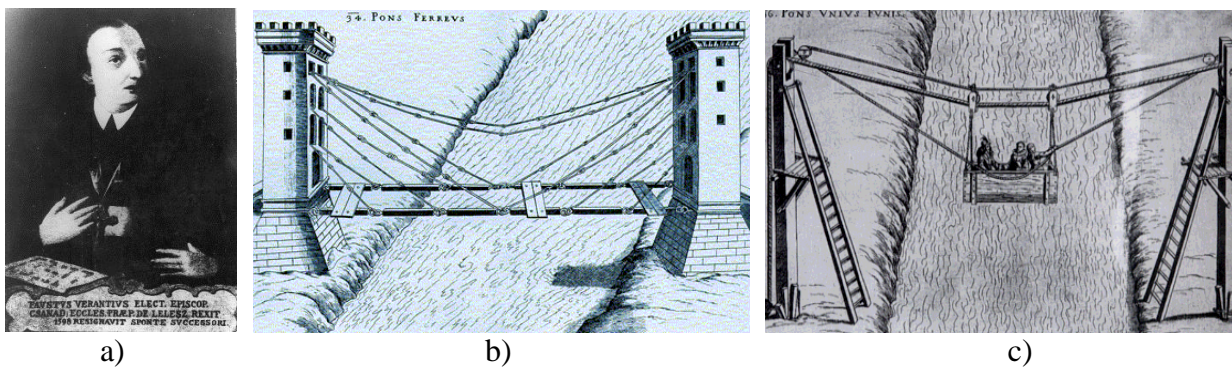 FAVSTVS VERANTIVS ELECT. EPISCOP.
CSANAD. ECCLES. PRÆP. DE LELESZ. REXIT
1598 RESIGNAVIT SPONTE SVCCESSORI.
34. PONS FERREVS
PONS VNIVS FVNIS.
a)
b)
c)